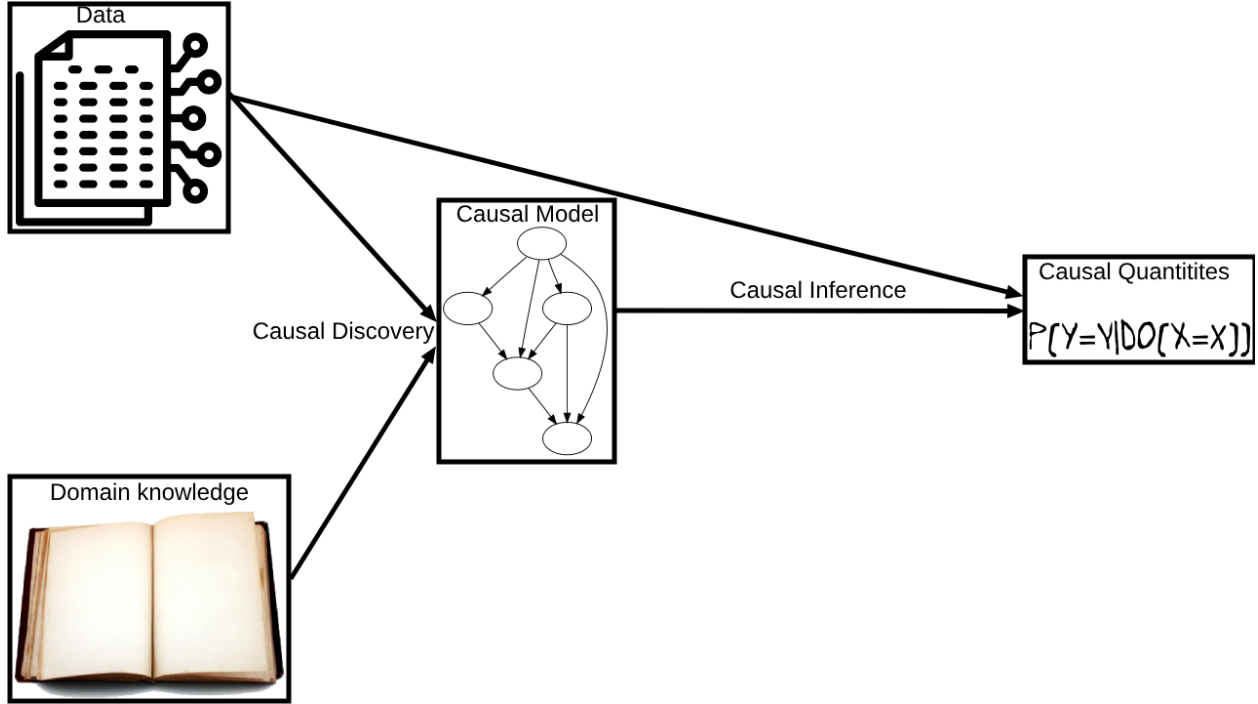 Data
Causal Model
Causal Quantitites
Causal Inference
P(Y=Y|DO(X=X))
Causal Discovery
Domain knowledge